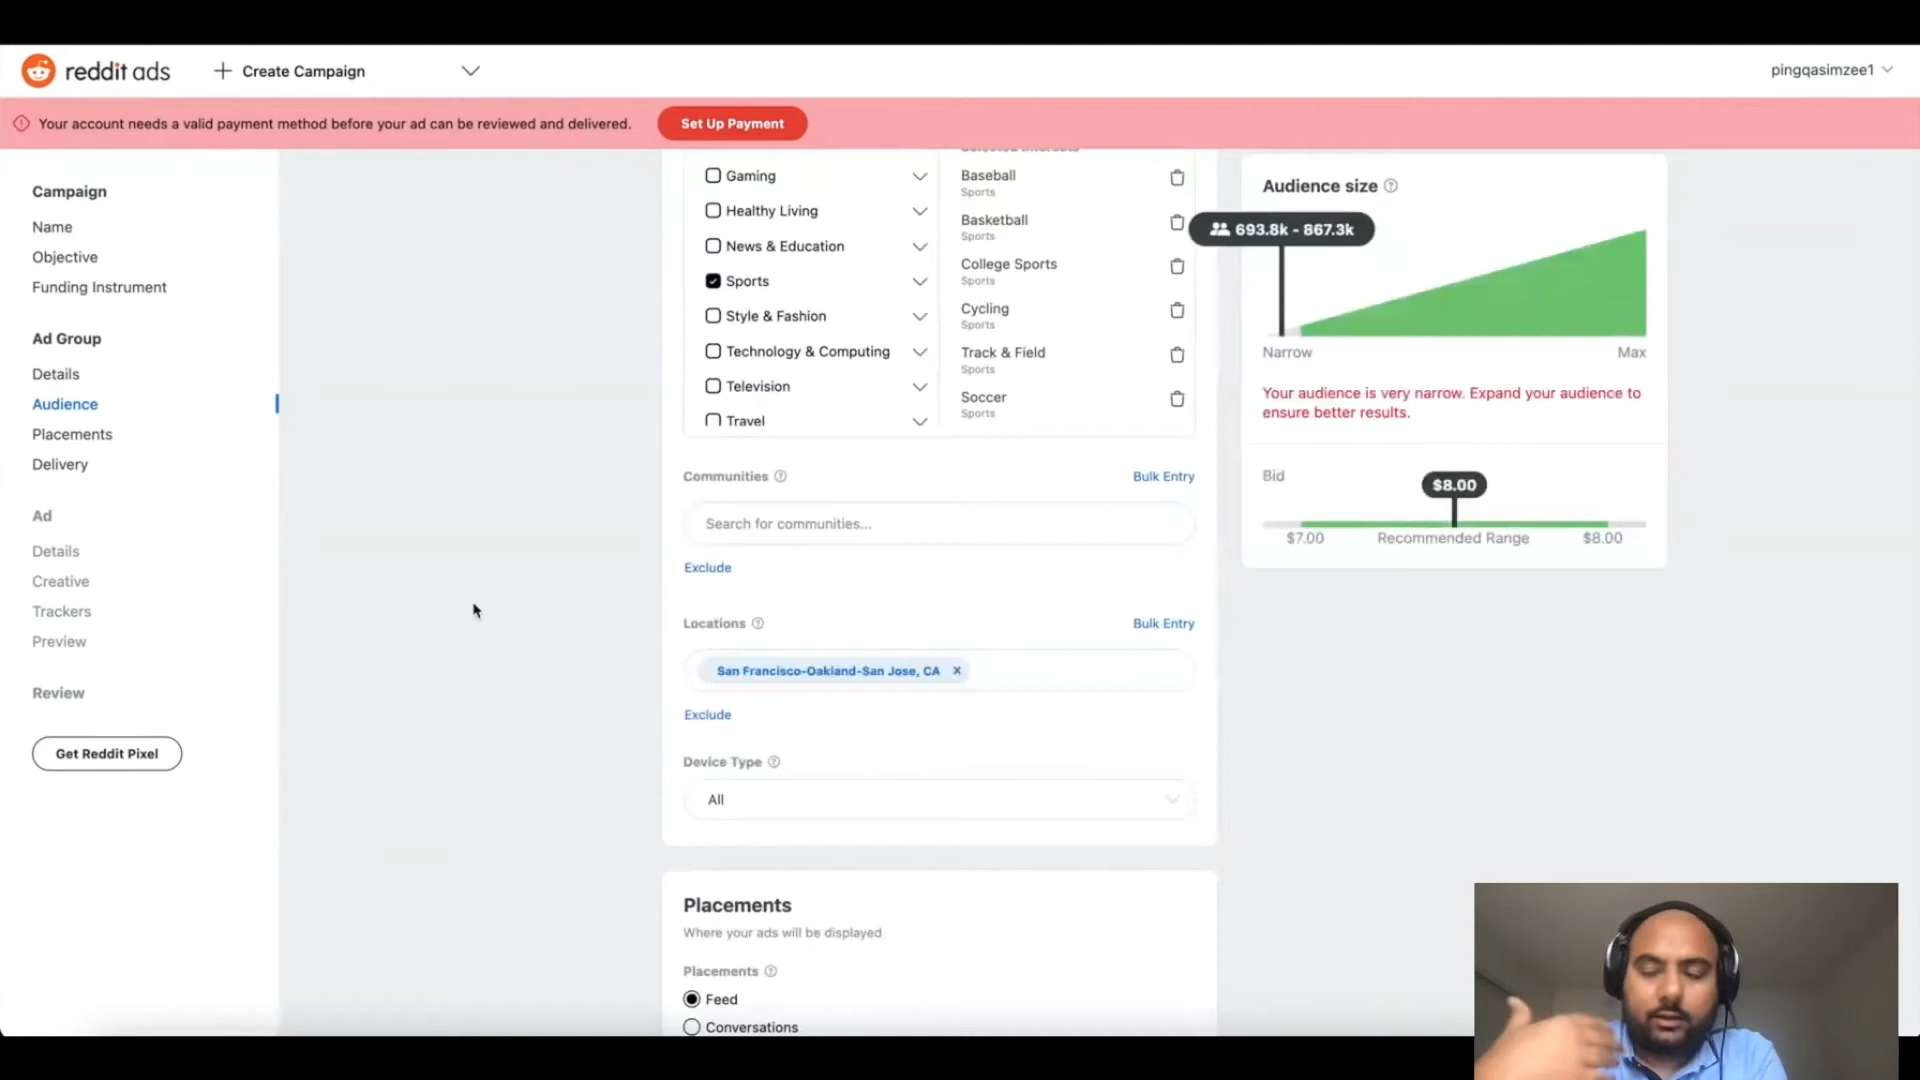 reddit ads
Create Campaign
pingqasimzee1
Your account needs a valid payment method before your ad can be reviewed and delivered.
Set Up Payment
Campaign
Name
Objective
Funding Instrument
Ad Group
Details
Audience
Placements
Delivery
Ad
Details
Creative
Trackers
Preview
Review
Get Reddit Pixel
Gaming
Healthy Living
News & Education
Sports
Style & Fashion
Technology & Computing
Television
Travel
Selected Interests
Baseball
Sports
Basketball
Sports
College Sports
Sports
Cycling
Sports
Track & Field
Sports
Soccer
Sports
Communities
Bulk Entry
Search for communities...
Exclude
Locations
Bulk Entry
San Francisco-Oakland-San Jose, CA
Exclude
Device Type
All
Placements
Where your ads will be displayed
Placements
Feed
Conversations
Audience size
693.8k - 867.3k
Narrow
Max
Your audience is very narrow. Expand your audience to
ensure better results.
Bid
$8.00
$7.00
Recommended Range
$8.00